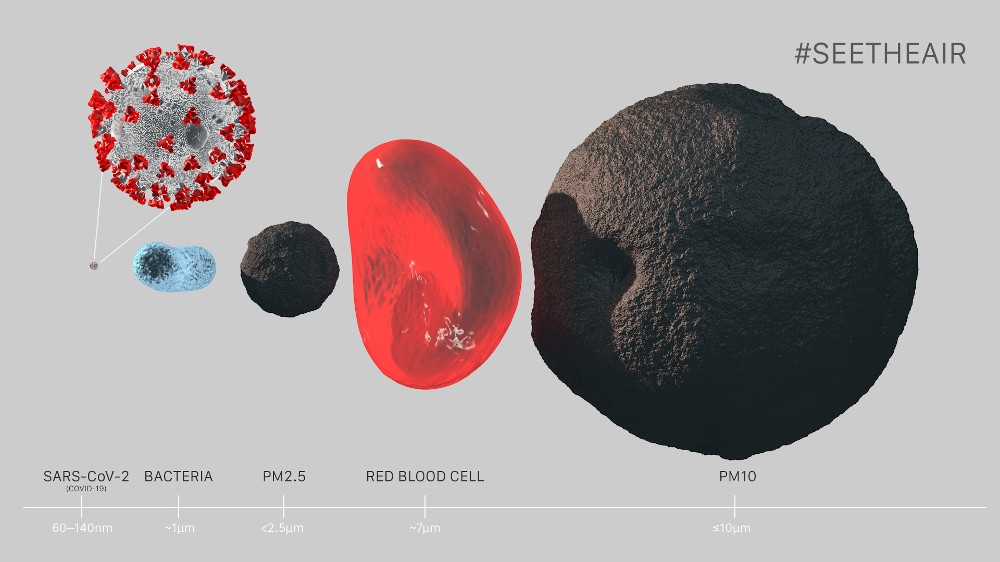 #SEETHEAIR
SARS-CoV-2 BACTERIA PM2.5 RED BLOOD CELL PM10
(COVID-19)
60–140nm ~1µm <2.5µm ~7µm ≤10µm